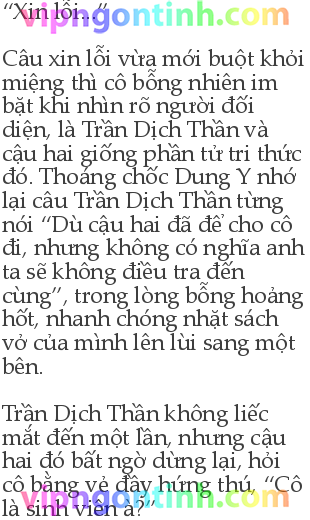 “Xin lỗi...”
vipngontinh.com
Câu xin lỗi vừa mới buột khỏi
miệng thì cô bỗng nhiên im
bặt khi nhìn rõ người đối
diện, là Trần Dịch Thần và
cậu hai giống phần tử tri thức
đó. Thoáng chốc Dung Y nhớ
lại câu Trần Dịch Thần từng
nói “Dù cậu hai đã để cho cô
đi, nhưng không có nghĩa anh
ta sẽ không điều tra đến
cùng”, trong lòng bỗng hoảng
hốt, nhanh chóng nhặt sách
vở của mình lên lùi sang một
bên.
Trần Dịch Thần không liếc
mắt đến một lần, nhưng cậu
hai đó bất ngờ dừng lại, hỏi
cô bằng vẻ đầy hứng thú, “Cô
vipngontinh.com
là sinh viên à?”